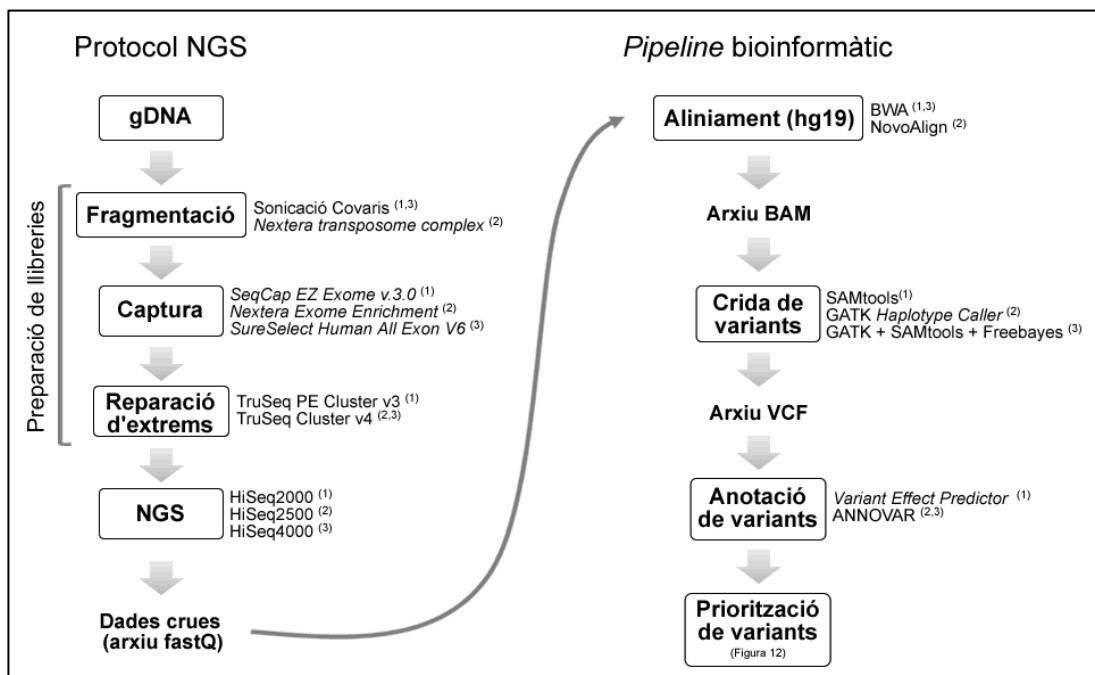 Protocol NGS
gDNA
Preparació de llibreries
Fragmentació
Sonicació Covaris (1,3)
Nextera transposome complex (2)
Captura
SeqCap EZ Exome v.3.0 (1)
Nextera Exome Enrichment (2)
SureSelect Human All Exon V6 (3)
Reparació
d'extrems
TruSeq PE Cluster v3 (1)
TruSeq Cluster v4 (2,3)
NGS
HiSeq2000 (1)
HiSeq2500 (2)
HiSeq4000 (3)
Dades crues
(arxiu fastQ)
Pipeline bioinformàtic
Aliniament (hg19)
BWA (1,3)
NovoAlign (2)
Arxiu BAM
Crida de
variants
SAMtools(1)
GATK Haplotype Caller (2)
GATK + SAMtools + Freebayes (3)
Arxiu VCF
Anotació
de variants
Variant Effect Predictor (1)
ANNOVAR (2,3)
Priorització
de variants
(Figura 12)